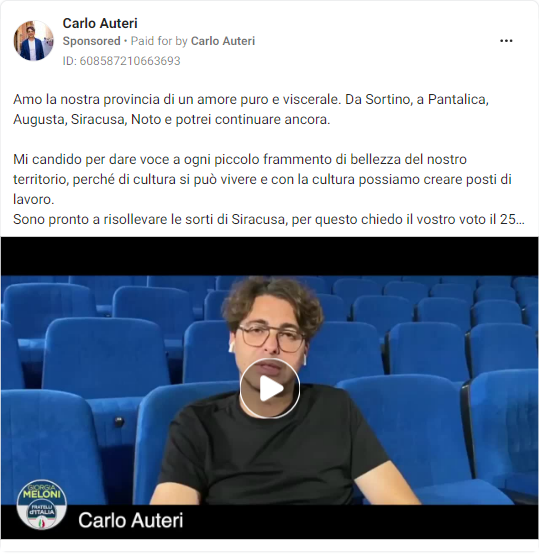 Carlo Auteri
Sponsored • Paid for by Carlo Auteri
ID: 608587210663693
Amo la nostra provincia di un amore puro e viscerale. Da Sortino, a Pantalica,
Augusta, Siracusa, Noto e potrei continuare ancora.
Mi candido per dare voce a ogni piccolo frammento di bellezza del nostro
territorio, perché di cultura si può vivere e con la cultura possiamo creare posti di
lavoro.
Sono pronto a risollevare le sorti di Siracusa, per questo chiedo il vostro voto il 25...
GIORGIA
MELONI
FRATELLI
d'ITALIA
Carlo Auteri